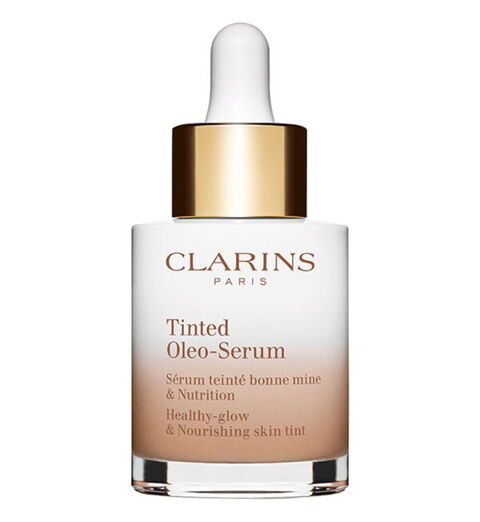 CLARINS
PARIS
Tinted
Oleo-Serum
Sérum teinté bonne mine
& Nutrition
Healthy-glow
& Nourishing skin tint